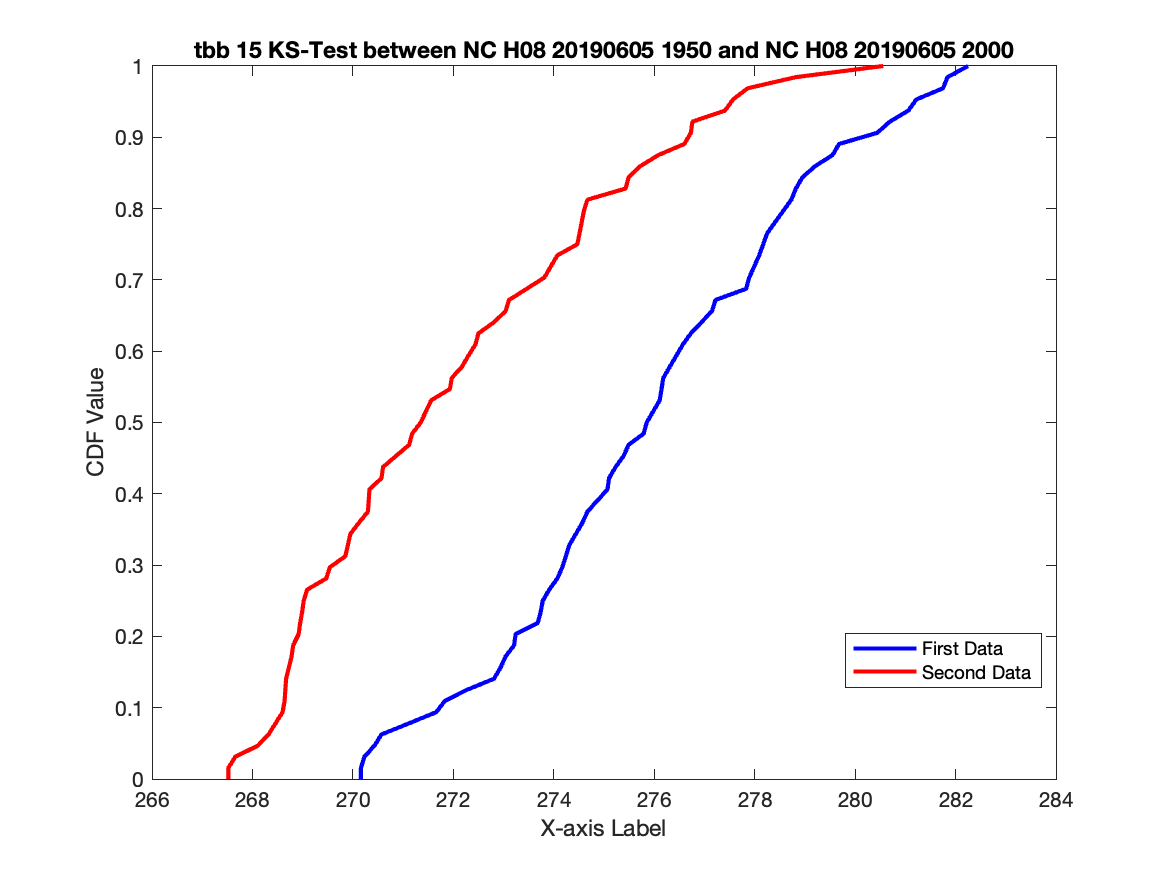 tbb 15 KS-Test between NC H08 20190605 1950 and NC H08 20190605 2000
1
0.9
0.8
0.7
0.6
0.5
0.4
0.3
0.2
0.1
0
CDF Value
First Data
Second Data
266 268 270 272 274 276 278 280 282 284
X-axis Label